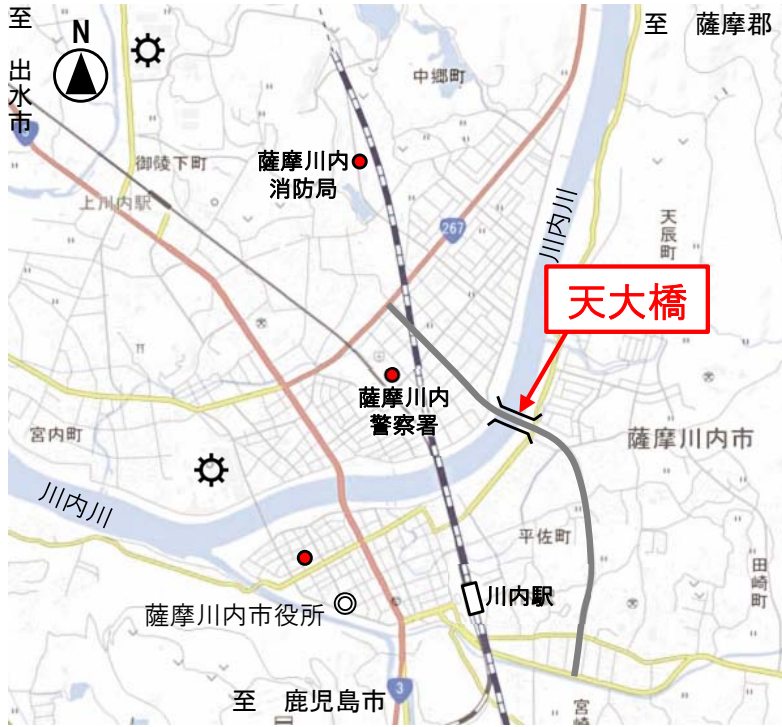 至 出水市
N
至 薩摩郡
中郷町
3
御陵下町
薩摩川内
消防局
上川内駅
267
川内川
天辰町
天大橋
薩摩川内
警察署
宮内町
薩摩川内市
川内川
平佐町
田崎町
川内駅
薩摩川内市役所
至 鹿児島市
3
宮崎